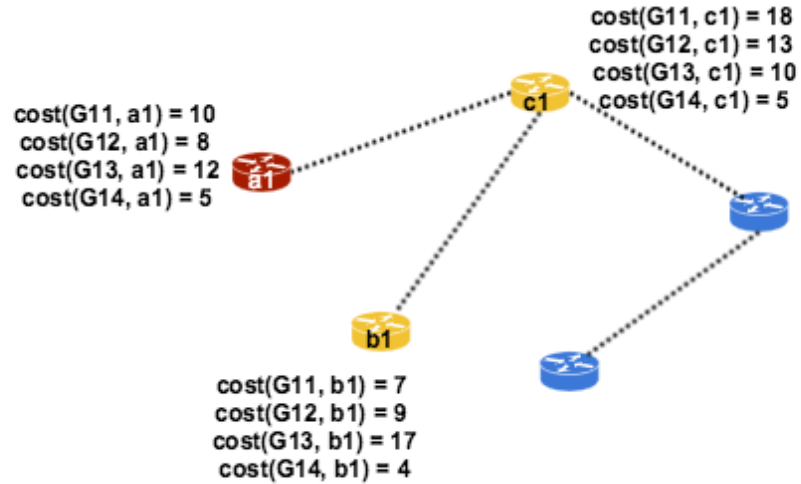 cost(G11, c1) = 18
cost(G12, c1) = 13
cost(G13, c1) = 10
cost(G14, c1) = 5
c1
cost(G11, a1) = 10
cost(G12, a1) = 8
cost(G13, a1) = 12
cost(G14, a1) = 5
a1
b1
cost(G11, b1) = 7
cost(G12, b1) = 9
cost(G13, b1) = 17
cost(G14, b1) = 4